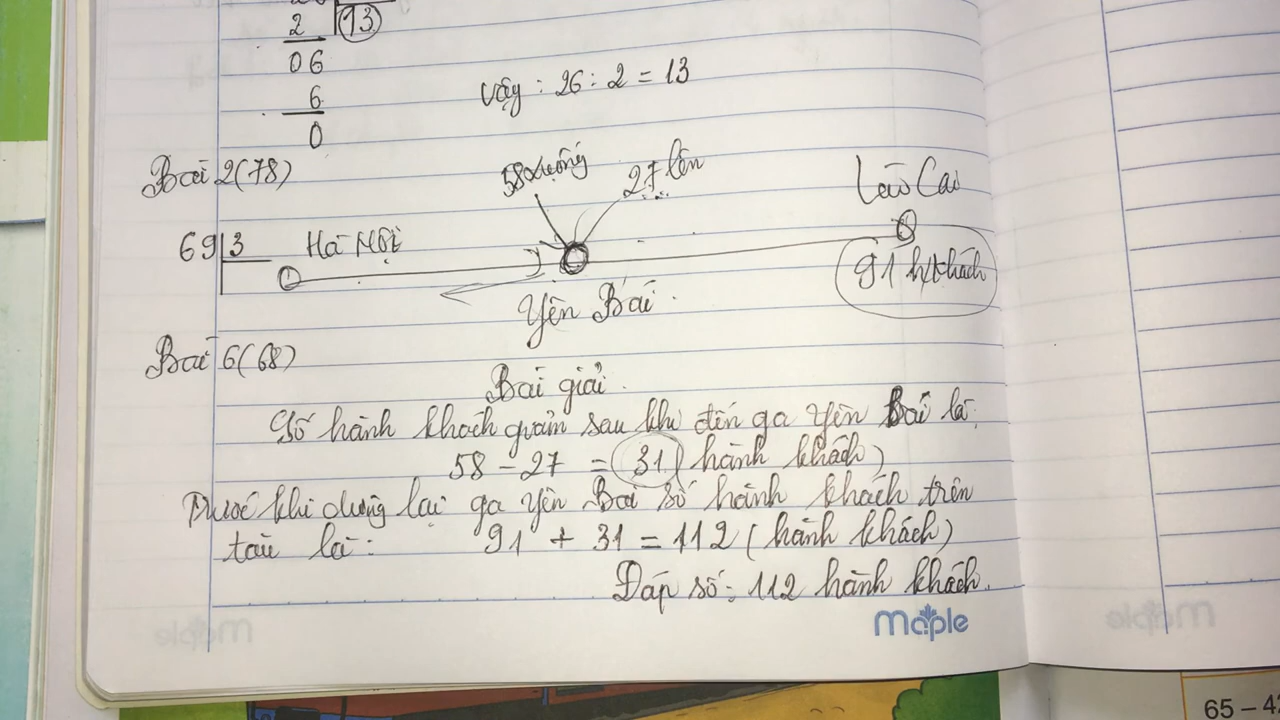 2 13
06
6
0
Vậy : 26 : 2 = 13
Bài 2(78)
58 xuống
27 lên
Lào Cai
69 3
Hà Nội
91 h/khách
Yên Bái
Bài 6(68)
Bài giải
Số hành khách giảm sau khi đến ga Yên Bái là:
58 - 27 = 31 (hành khách)
Trước khi dừng lại ga Yên Bái số hành khách trên
tàu là: 91 + 31 = 112 (hành khách)
Đáp số: 112 hành khách.
maple
65 – 4